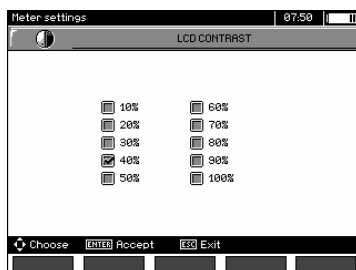 Meter settings 07:50
LCD CONTRAST
10% 60%
20% 70%
30% 80%
40% 90%
50% 100%
Choose ENTER Accept ESC Exit